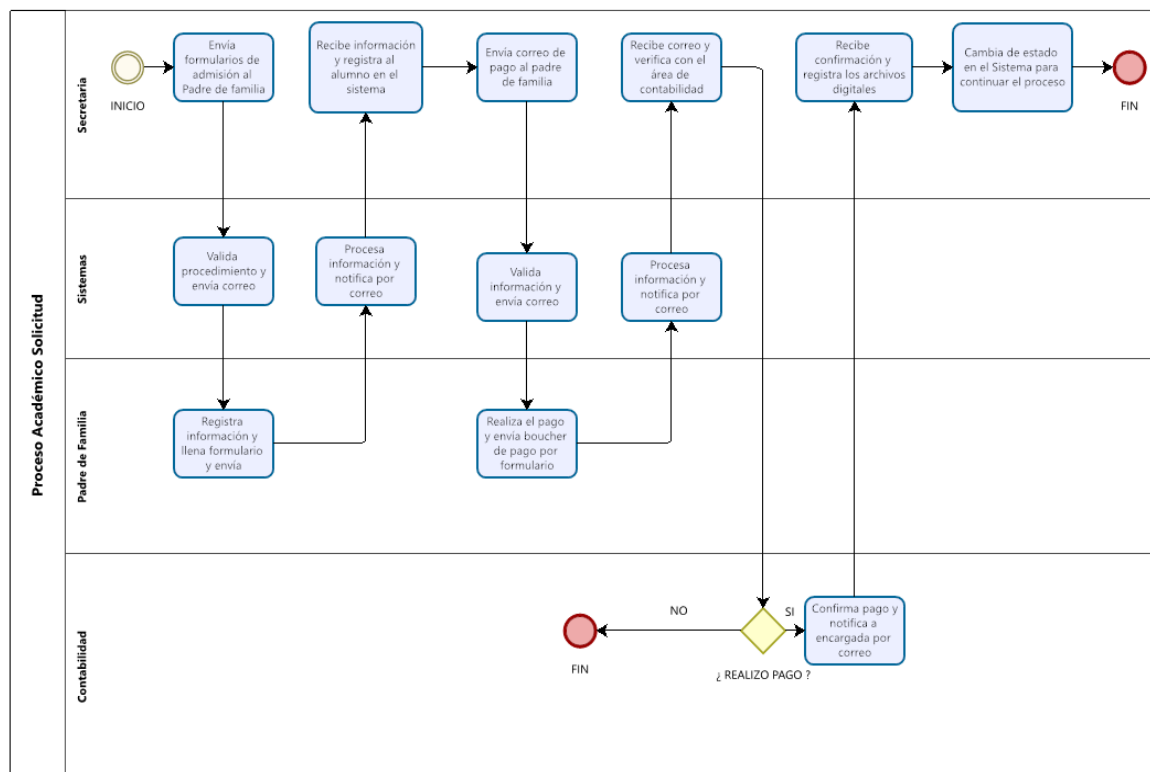 Proceso Académico Solicitud
Secretaria
INICIO
Envía
formularios de
admisión al
Padre de familia
Recibe información
y registra al
alumno en el
sistema
Envía correo de
pago al padre
de familia
Recibe correo y
verifica con el
área de
contabilidad
Recibe
confirmación y
registra los archivos
digitales
Cambia de estado
en el Sistema para
continuar el proceso
FIN
Sistemas
Valida
procedimiento y
envía correo
Procesa
información y
notifica por
correo
Valida
información y
envía correo
Procesa
información y
notifica por
correo
Padre de Familia
Registra
información y
llena formulario
y envía
Realiza el pago
y envía boucher
de pago por
formulario
Contabilidad
FIN
NO
¿ REALIZO PAGO ?
SI
Confirma pago y
notifica a
encargada por
correo